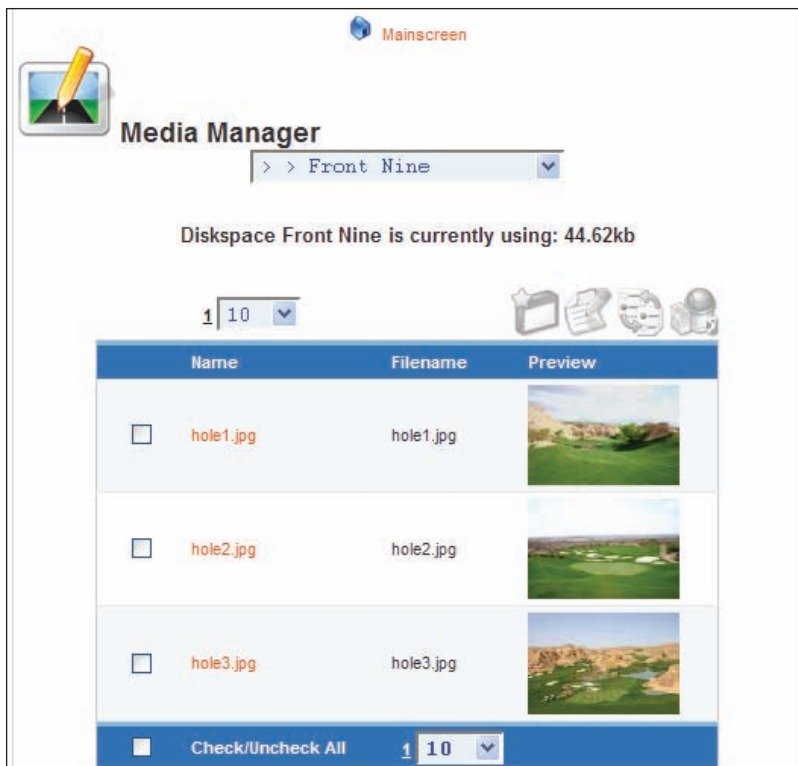 Mainscreen
Media Manager
> > Front Nine
Diskspace Front Nine is currently using: 44.62kb
1 10
Name Filename Preview
hole1.jpg hole1.jpg
hole2.jpg hole2.jpg
hole3.jpg hole3.jpg
Check/Uncheck All 1 10